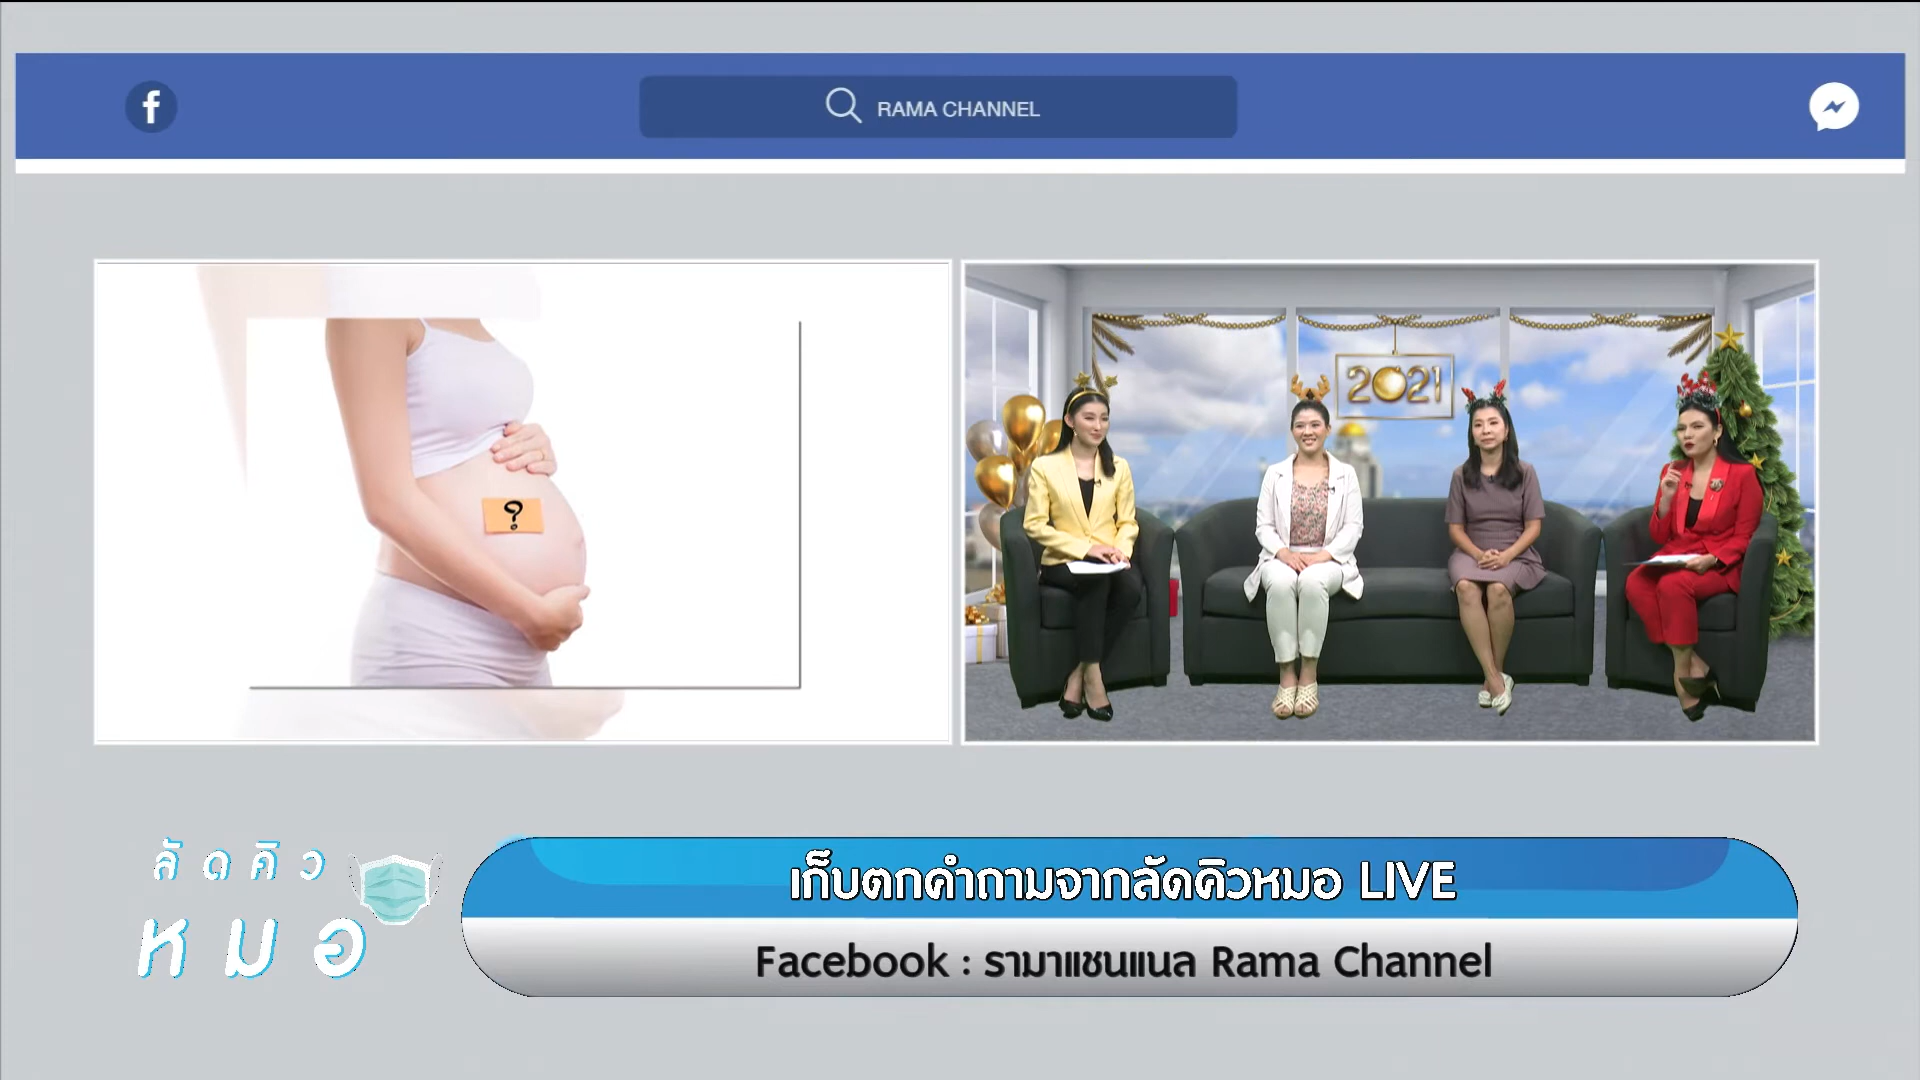 f
RAMA CHANNEL
?
2021
ลัดคิว
หมอ
เก็บตกคำถามจากลัดคิวหมอ LIVE
Facebook : รามาแชนแนล Rama Channel